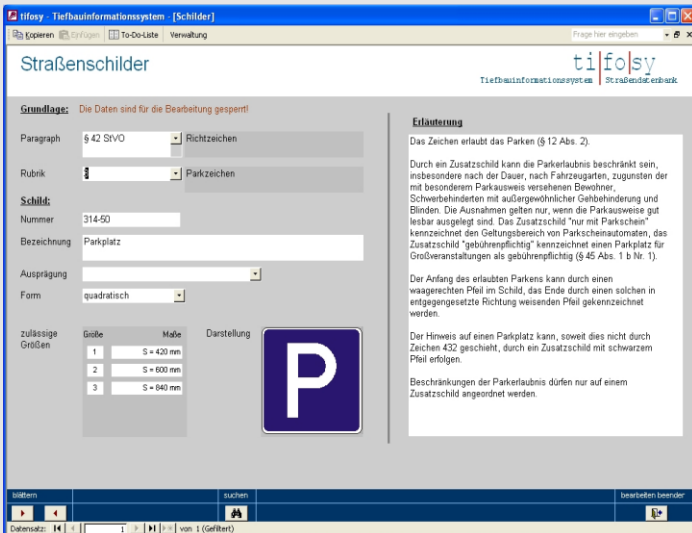 tifosy - Tiefbauinformationssystem - [Schilder]
Kopieren Einfügen To-Do-Liste Verwaltung Frage hier eingeben
Straßenschilder
tifosy
Tiefbauinformationssystem Straßendatenbank
Grundlage: Die Daten sind für die Bearbeitung gesperrt!
Paragraph § 42 StVO Richtzeichen
Rubrik Parkzeichen
Schild:
Nummer 314-50
Bezeichnung Parkplatz
Ausprägung
Form quadratisch
zulässige Größen
Größe Maße
1 S = 420 mm
2 S = 600 mm
3 S = 840 mm
Darstellung
P
Erläuterung
Das Zeichen erlaubt das Parken (§ 12 Abs. 2).
Durch ein Zusatzschild kann die Parkerlaubnis beschränkt sein,
insbesondere nach der Dauer, nach Fahrzeugarten, zugunsten der
mit besonderem Parkausweis versehenen Bewohner,
Schwerbehinderten mit außergewöhnlicher Gehbehinderung und
Blinden. Die Ausnahmen gelten nur, wenn die Parkausweise gut
lesbar ausgelegt sind. Das Zusatzschild "nur mit Parkschein"
kennzeichnet den Geltungsbereich von Parkscheinautomaten, das
Zusatzschild "gebührenpflichtig" kennzeichnet einen Parkplatz für
Großveranstaltungen als gebührenpflichtig (§ 45 Abs. 1 b Nr. 1).
Der Anfang des erlaubten Parkens kann durch einen
waagerechten Pfeil im Schild, das Ende durch einen solchen in
entgegengesetzte Richtung weisenden Pfeil gekennzeichnet
werden.
Der Hinweis auf einen Parkplatz kann, soweit dies nicht durch
Zeichen 432 geschieht, durch ein Zusatzschild mit schwarzem
Pfeil erfolgen.
Beschränkungen der Parkerlaubnis dürfen nur auf einem
Zusatzschild angeordnet werden.
blättern suchen bearbeiten beenden
Datensatz: 1 von 1 (Gefiltert)